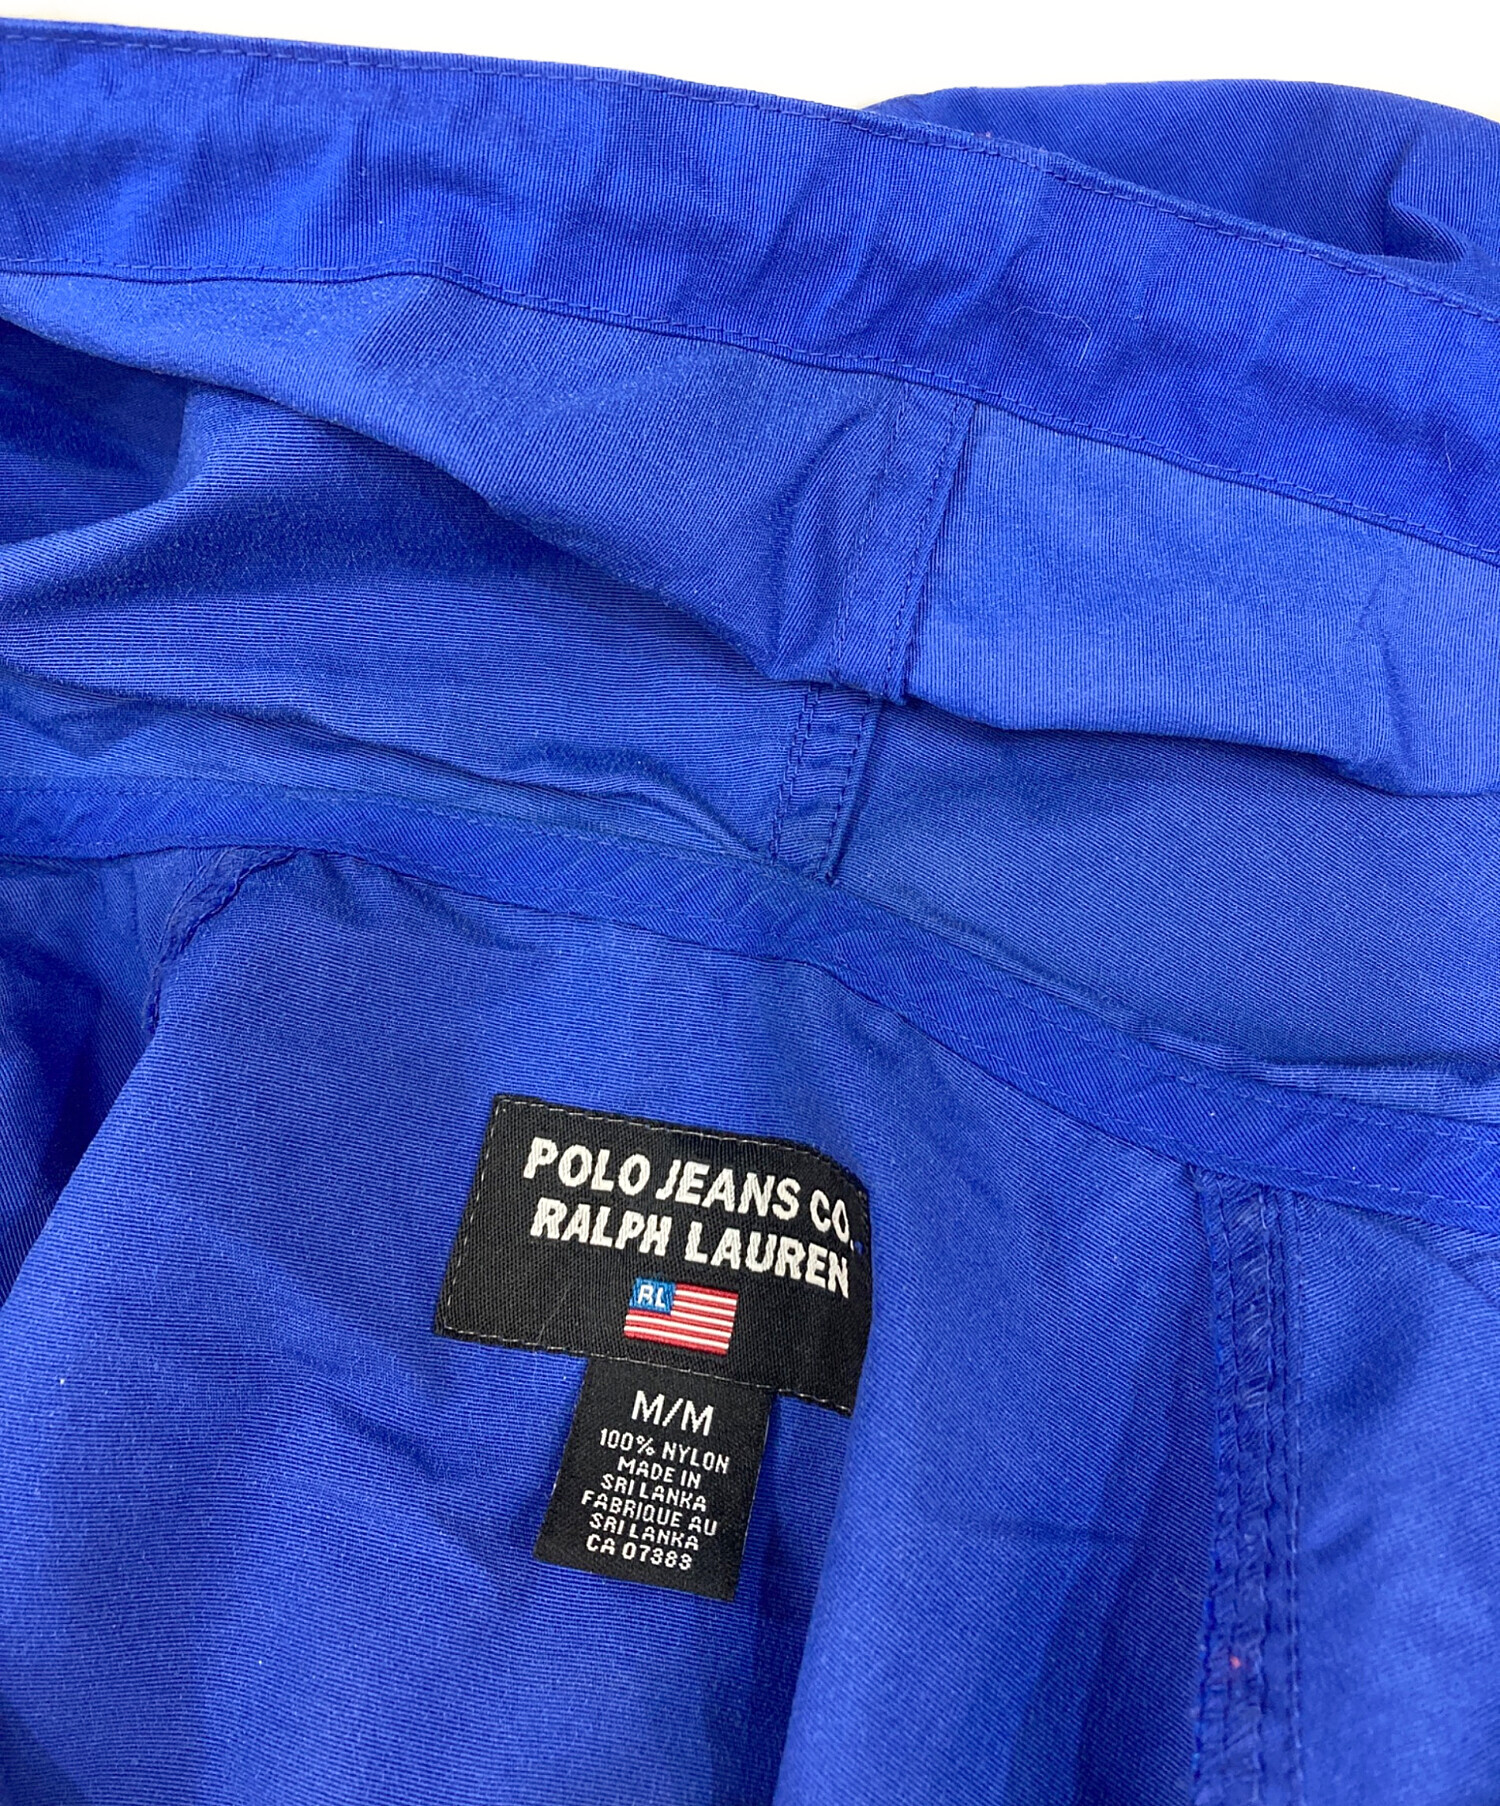 POLO JEANS CO.
RALPH LAUREN
RL
M/M
100% NYLON
MADE IN
SRI LANKA
FABRIQUE AU
SRI LANKA
CA 07383